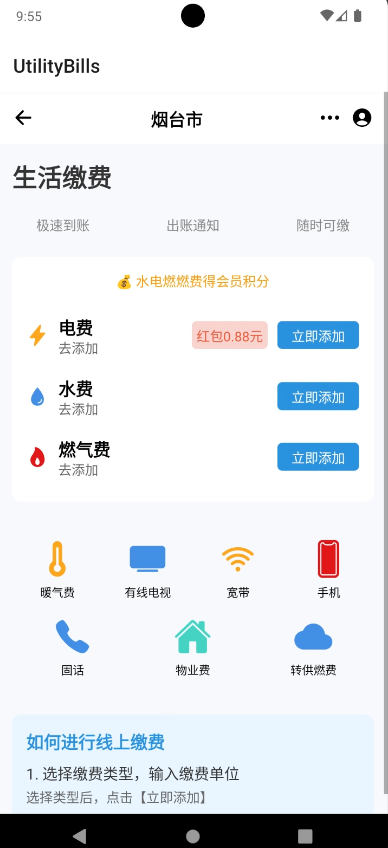 9:55
UtilityBills
烟台市
生活缴费
极速到账 出账通知 随时可缴
💰 水电燃燃费得会员积分
电费
去添加
红包0.88元 立即添加
水费
去添加
立即添加
燃气费
去添加
立即添加
暖气费 有线电视 宽带 手机
固话 物业费 转供燃费
如何进行线上缴费
1. 选择缴费类型，输入缴费单位
选择类型后，点击【立即添加】